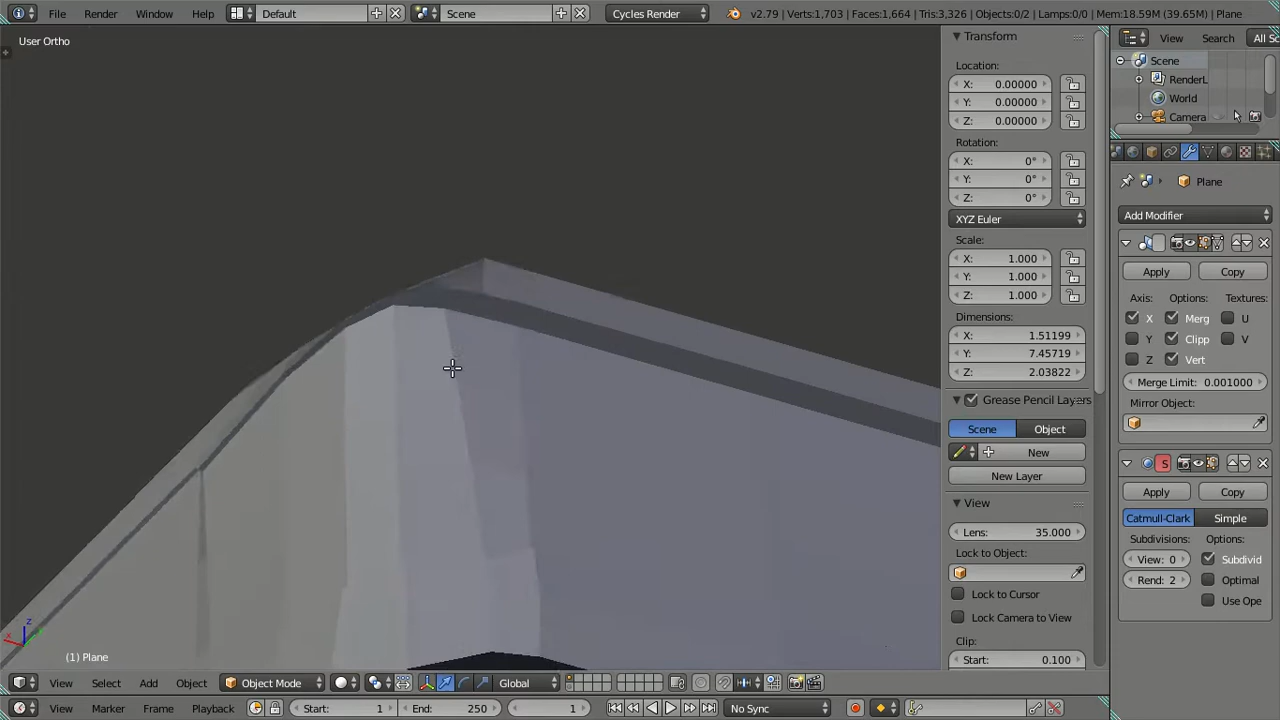 File Render Window Help Default Scene Cycles Render v2.79 | Verts:1,703 | Faces:1,664 | Tris:3,326 | Objects:0/2 | Lamps:0/0 | Mem:18.59M (39.65M) | Plane
User Ortho
Transform
Location:
X: 0.00000
Y: 0.00000
Z: 0.00000
Rotation:
X: 0°
Y: 0°
Z: 0°
XYZ Euler
Scale:
X: 1.000
Y: 1.000
Z: 1.000
Dimensions:
X: 1.51199
Y: 7.45719
Z: 2.03822
Grease Pencil Layers
Scene Object
New
New Layer
View
Lens: 35.000
Lock to Object:
Lock to Cursor
Lock Camera to View
Clip:
Start: 0.100
View Search All Sc
Scene
RenderL
World
Camera
Plane
Add Modifier
Apply Copy
Axis: Options: Textures:
X Merg U
Y Clipp V
Z Vert
Merge Limit: 0.001000
Mirror Object:
S
Apply Copy
Catmull-Clark Simple
Subdivisions: Options:
View: 0 Subdivid
Rend: 2 Optimal
Use Ope
z
x
(1) Plane
View Select Add Object Object Mode Global
View Marker Frame Playback Start: 1 End: 250 1 No Sync